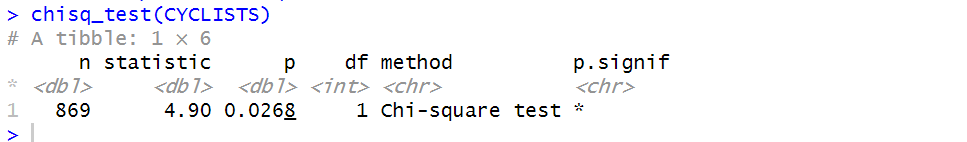 > chisq_test(CYCLISTS)
# A tibble: 1 × 6
      n statistic      p    df method          p.signif
* <dbl>     <dbl>  <dbl> <int> <chr>           <chr>
1   869      4.90 0.0268     1 Chi-square test *
>